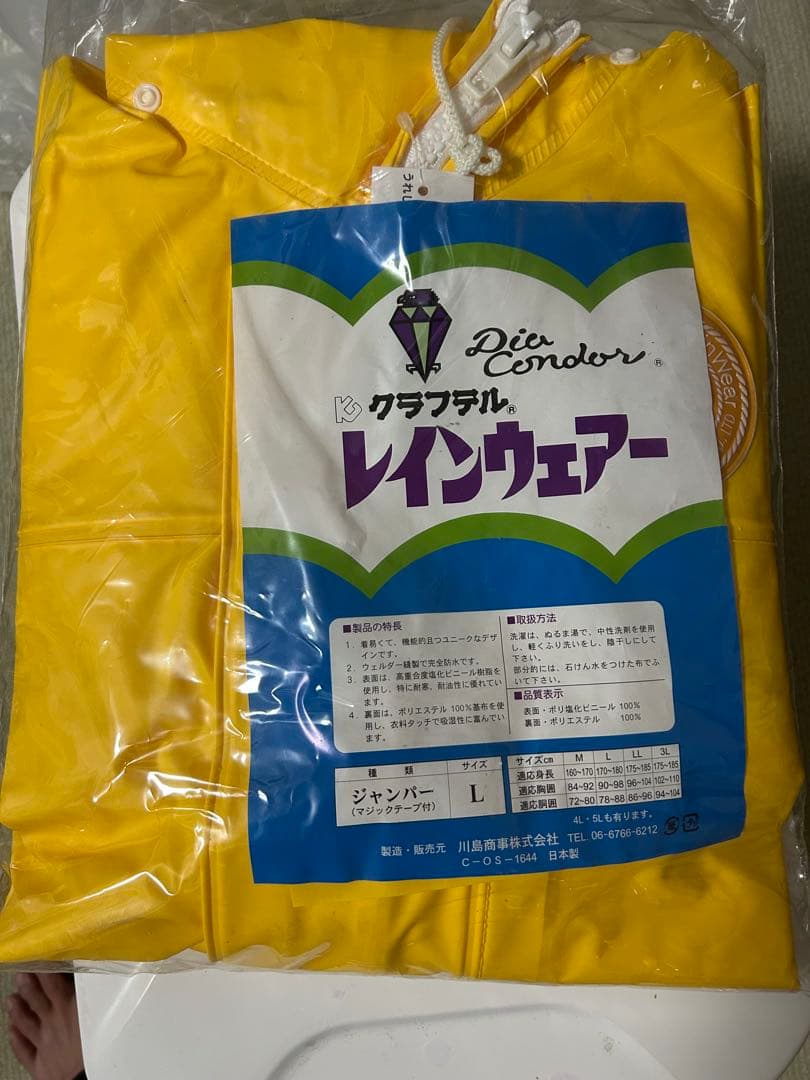 うれし
Dia
Condor®
クラフテル®
レインウェアー
Wear
■製品の特長
1. 着易くて、機能的且つユニークなデザ
インです。
2. ウェルダー縫製で完全防水です。
3. 表面は、高重合度塩化ビニール樹脂を
使用し、特に耐寒、耐油性に優れてい
ます。
4. 裏面は、ポリエステル100%基布を使
用し、衣料タッチで吸湿性に富んでい
ます。
■取扱方法
洗濯は、ぬるま湯で、中性洗剤を使用
し、軽くふり洗いをし、陰干しにして
下さい。
部分的には、石けん水をつけた布でふ
いて下さい。
■品質表示
表面・ポリ塩化ビニール 100%
裏面・ポリエステル 100%
種類 サイズ
ジャンパー L
(マジックテープ付)
サイズcm M L LL 3L
適応身長 160~170 170~180 175~185 175~185
適応胸囲 84~92 90~98 96~104 102~110
適応胴囲 72~80 78~88 86~96 94~104
4L・5Lも有ります。
製造・販売元 川島商事株式会社 TEL 06-6766-6212
C-OS-1644 日本製